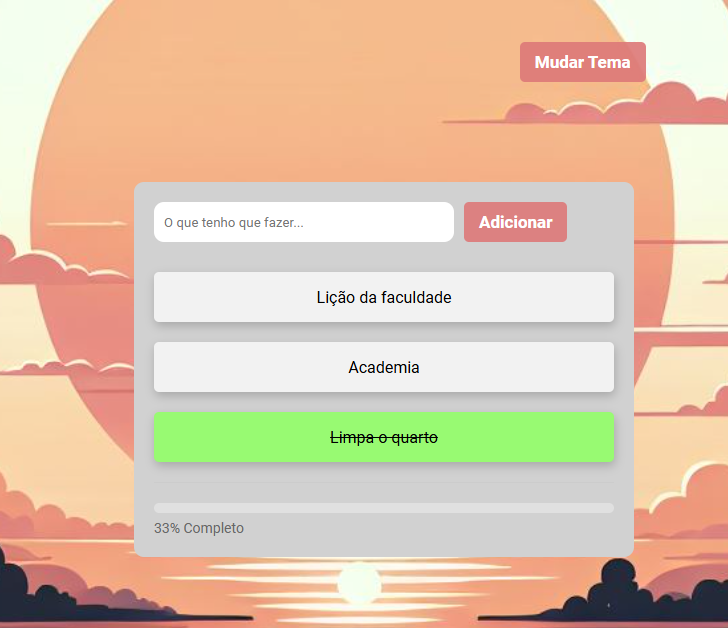 Mudar Tema
O que tenho que fazer...
Adicionar
Lição da faculdade
Academia
Limpa o quarto
33% Completo